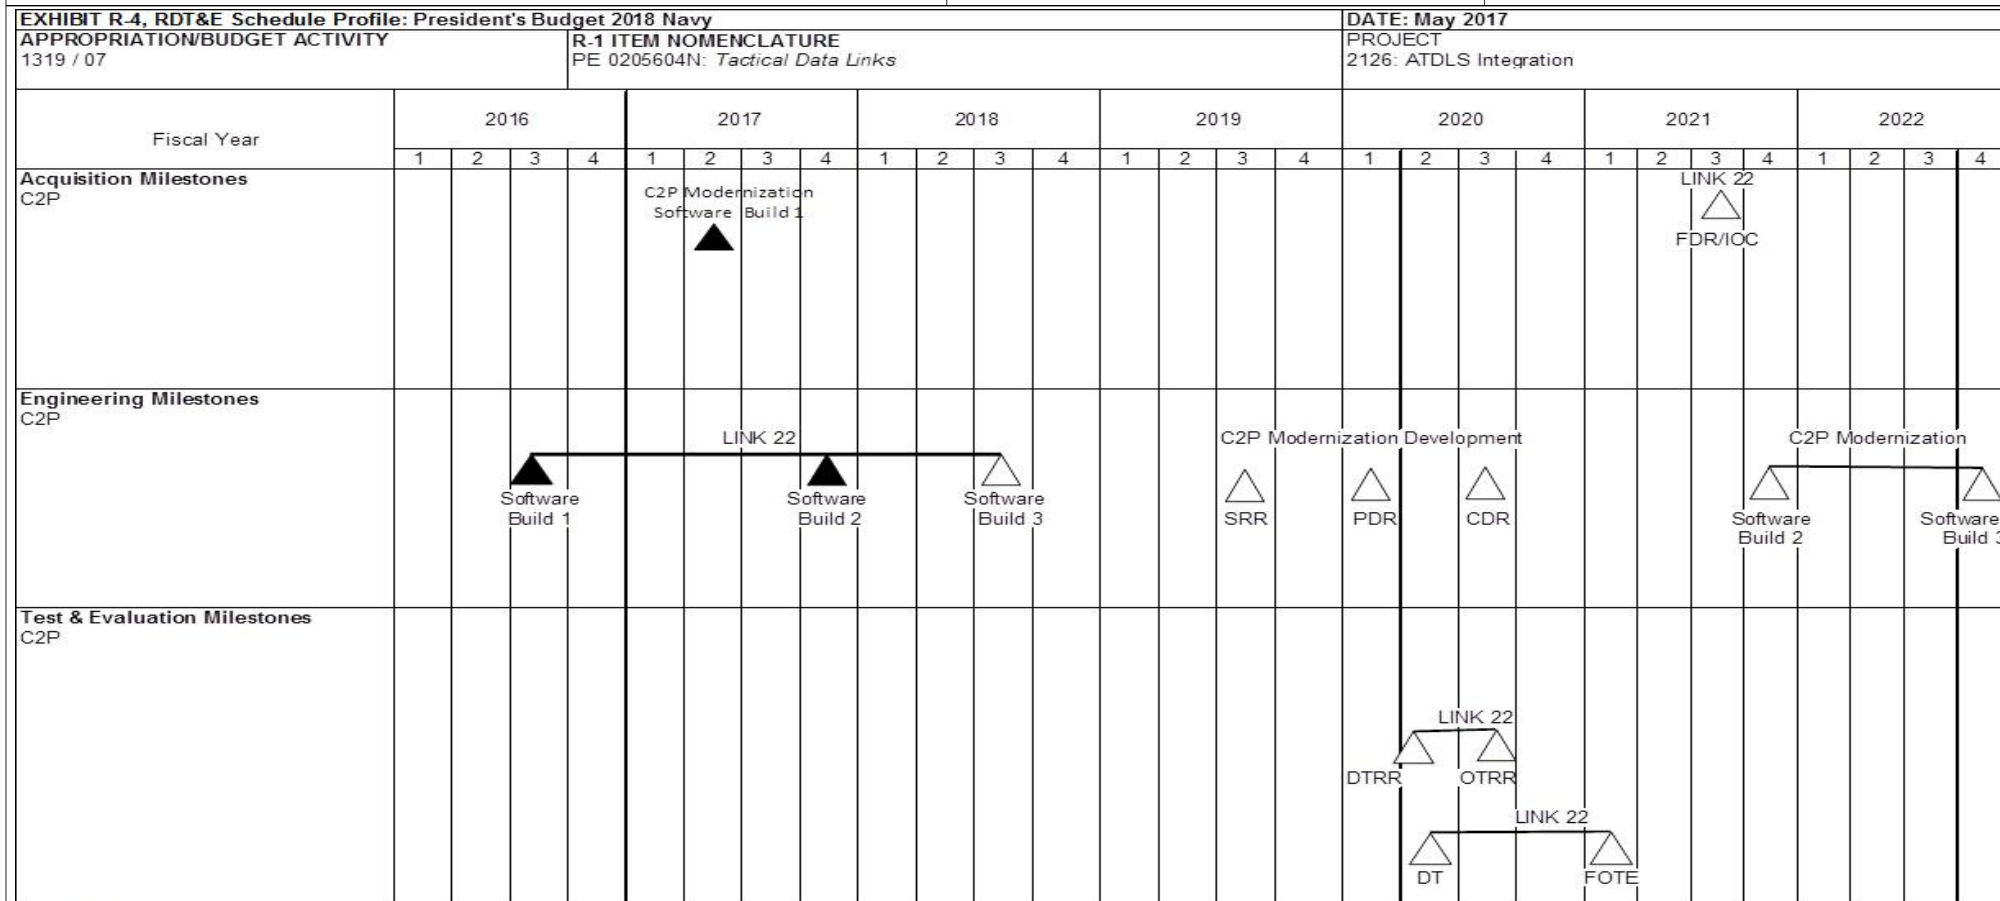 EXHIBIT R-4, RDT&E Schedule Profile: President's Budget 2018 Navy
DATE: May 2017
APPROPRIATION/BUDGET ACTIVITY
1319 / 07
R-1 ITEM NOMENCLATURE
PE 0205604N: Tactical Data Links
PROJECT
2126: ATDLS Integration
Fiscal Year
2016 2017 2018 2019 2020 2021 2022
1 2 3 4 1 2 3 4 1 2 3 4 1 2 3 4 1 2 3 4 1 2 3 4 1 2 3 4
Acquisition Milestones
C2P
C2P Modernization
Software Build 1
LINK 22
FDR/IOC
Engineering Milestones
C2P
LINK 22
Software
Build 1
Software
Build 2
Software
Build 3
C2P Modernization Development
SRR
PDR
CDR
C2P Modernization
Software
Build 2
Software
Build 3
Test & Evaluation Milestones
C2P
LINK 22
DTRR
OTRR
LINK 22
DT
FOTE